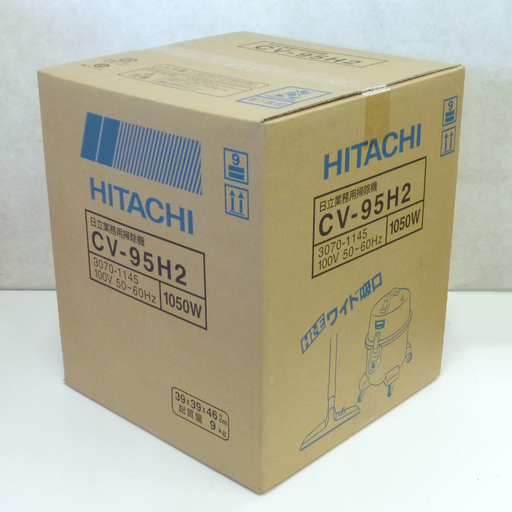 CV-95H2
HITACHI
日立業務用掃除機
CV-95H2
3070-1145
100V 50-60Hz
1050W
39×39×46cm
総質量 9kg
9
HITACHI
日立業務用掃除機
CV-95H2
3070-1145
100V 50-60Hz
1050W
9
ワイド吸口